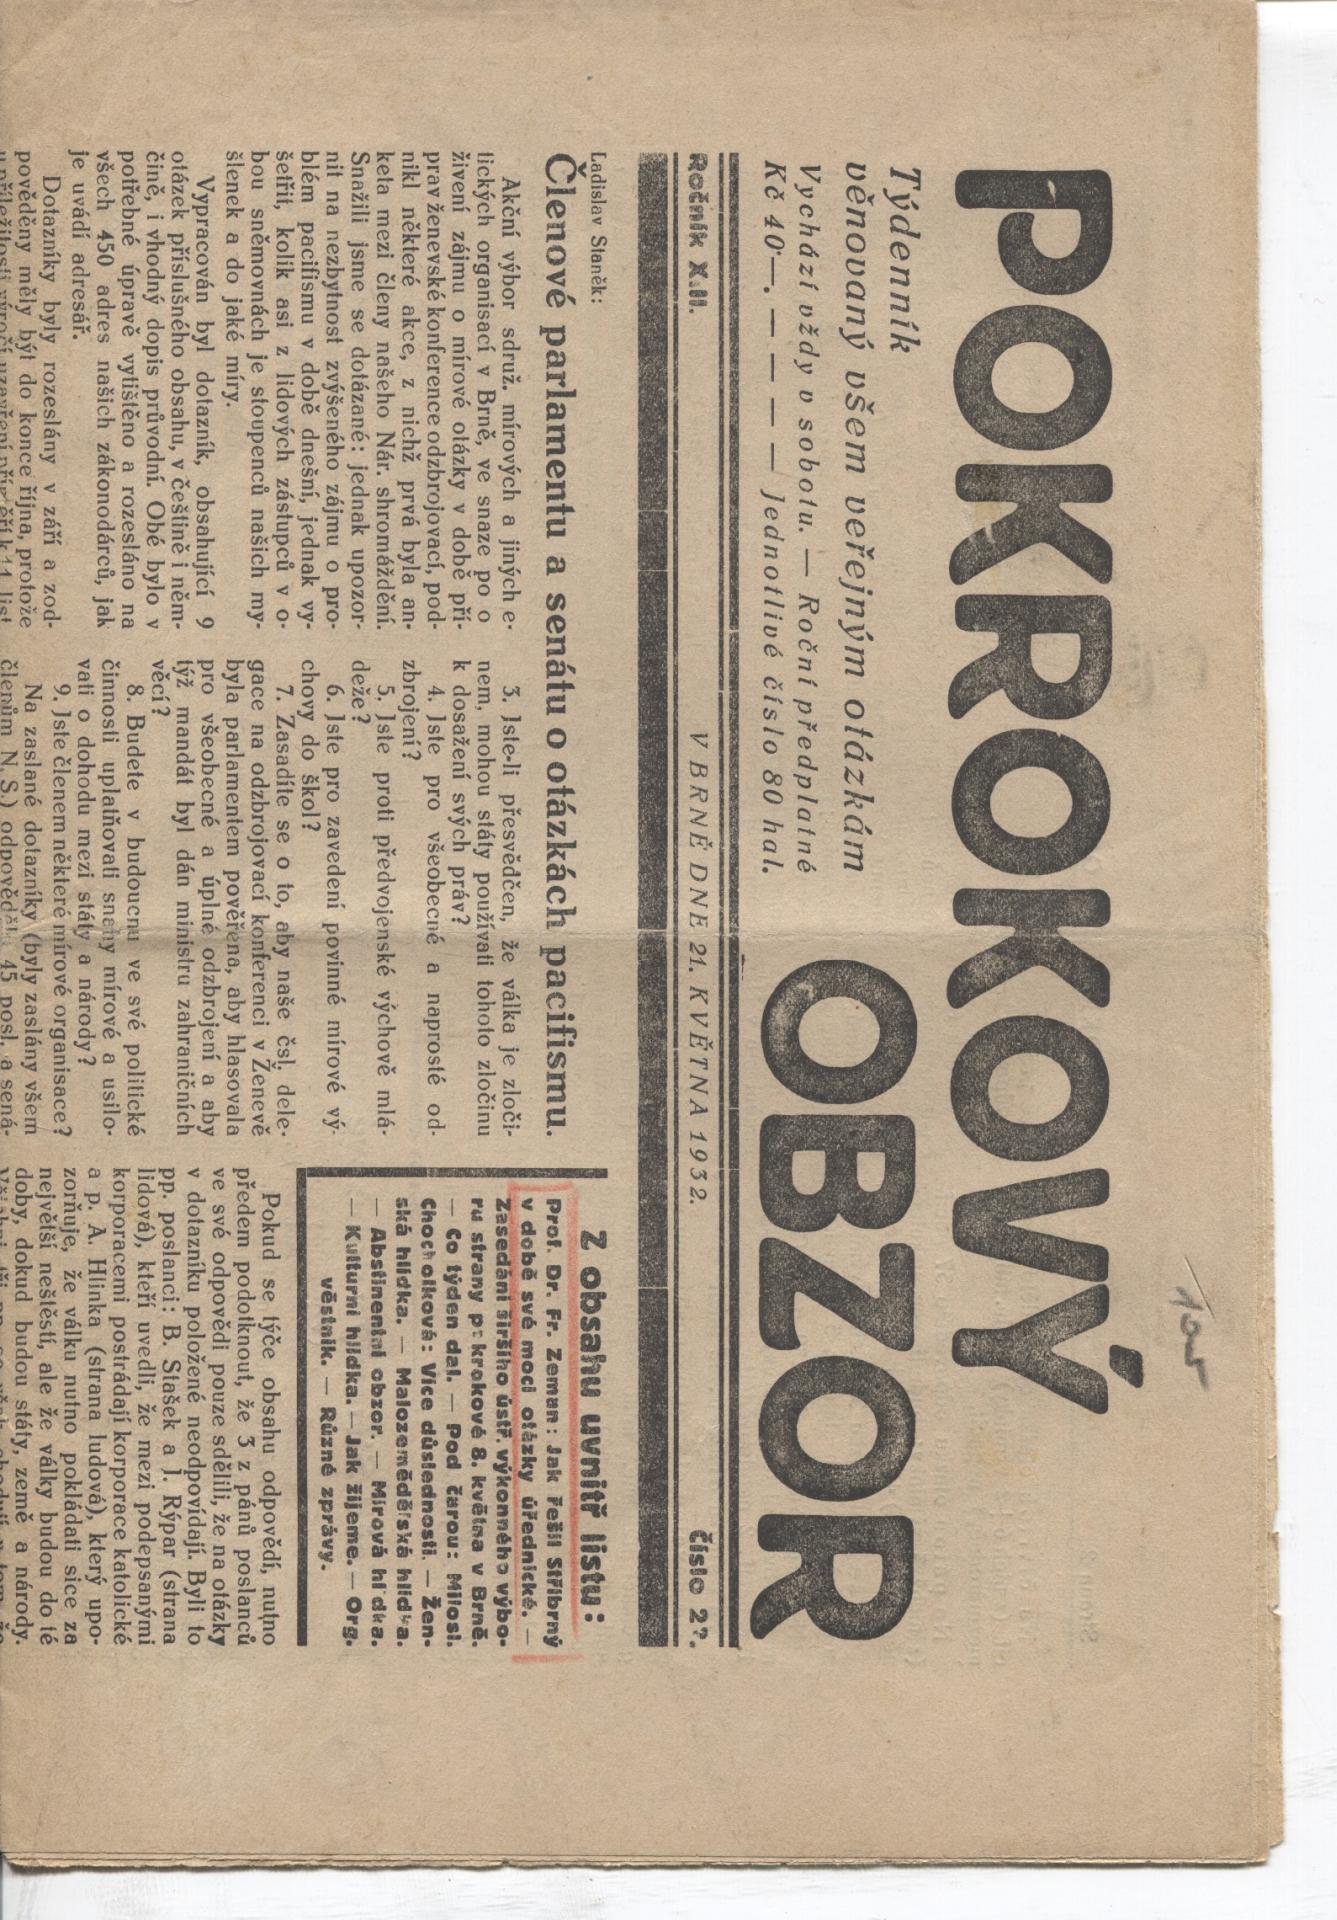 POKROKOVÝ
OBZOR
Týdenník
věnovaný všem veřejným otázkám
Vychází vždy v sobotu. — Roční předplatné
Kč 40·—. — — — — Jednotlivé číslo 80 hal.
Ročník XII.
V BRNĚ DNE 21. KVĚTNA 1932.
Číslo 2?.
Ladislav Staněk:
Členové parlamentu a senátu o otázkách pacifismu.
Akční výbor sdruž. mírových a jiných e-
tických organisací v Brně, ve snaze po o
živení zájmu o mírové otázky v době pří-
prav ženevské konference odzbrojovací, pod-
nikl některé akce, z nichž prvá byla an-
keta mezi členy našeho Nár. shromáždění.
Snažili jsme se dotázané: jednak upozor-
nit na nezbytnost zvýšeného zájmu o pro-
blém pacifismu v době dnešní, jednak vy-
šetřit, kolik asi z lidových zástupců v o-
bou sněmovnách je stoupenců našich my-
šlenek a do jaké míry.
Vypracován byl dotazník, obsahující 9
otázek příslušného obsahu, v češtině i něm-
čině, i vhodný dopis průvodní. Obé bylo v
potřebné úpravě vytištěno a rozesláno na
všech 450 adres našich zákonodárců, jak
je uvádí adresář.
Dotazníky byly rozeslány v září a zod-
pověděny měly být do konce října, protože
3. Jste-li přesvědčen, že válka je zloči-
nem, mohou státy používati tohoto zločinu
k dosažení svých práv?
4. Jste pro všeobecné a naprosté od-
zbrojení?
5. Jste proti předvojenské výchově mlá-
deže?
6. Jste pro zavedení povinné mírové vý-
chovy do škol?
7. Zasadíte se o to, aby naše čsl. dele-
gace na odzbrojovací konferenci v Ženevě
byla parlamentem pověřena, aby hlasovala
pro všeobecné a úplné odzbrojení a aby
týž mandát byl dán ministru zahraničních
věcí?
8. Budete v budoucnu ve své politické
činnosti uplatňovati snahy mírové a usilo-
vati o dohodu mezi státy a národy?
9. Jste členem některé mírové organisace?
Na zaslané dotazníky (byly zaslány všem
členům N. S.) odpovědělo 45 posl. a sená-
Z obsahu uvnitř listu:
Prof. Dr. Fr. Zeman: Jak řešil Stříbrný
v době své moci otázky úřednické. —
Zasedání širšího ústř. výkonného výbo-
ru strany pokrokové 8. května v Brně.
— Co týden dal. — Pod čarou: Milosl.
Chocholková: Více důslednosti. — Žen-
ská hlídka. — Malozemědělská hlídka.
— Abstinentní obzor. — Mírová hlídka.
— Kulturní hlídka. — Jak žijeme. — Org.
věstník. — Různé zprávy.
Pokud se týče obsahu odpovědí, nutno
předem podotknout, že 3 z pánů poslanců
ve své odpovědi pouze sdělili, že na otázky
v dotazníku položené neodpovídají. Byli to
pp. poslanci: B. Stašek a J. Rýpar (strana
lidová), kteří uvedli, že mezi podepsanými
korporacemi postrádají korporace katolické
a p. A. Hlinka (strana ludová), který upo-
zorňuje, že válku nutno pokládati sice za
největší neštěstí, ale že války budou do té
doby, dokud budou státy, země a národy.